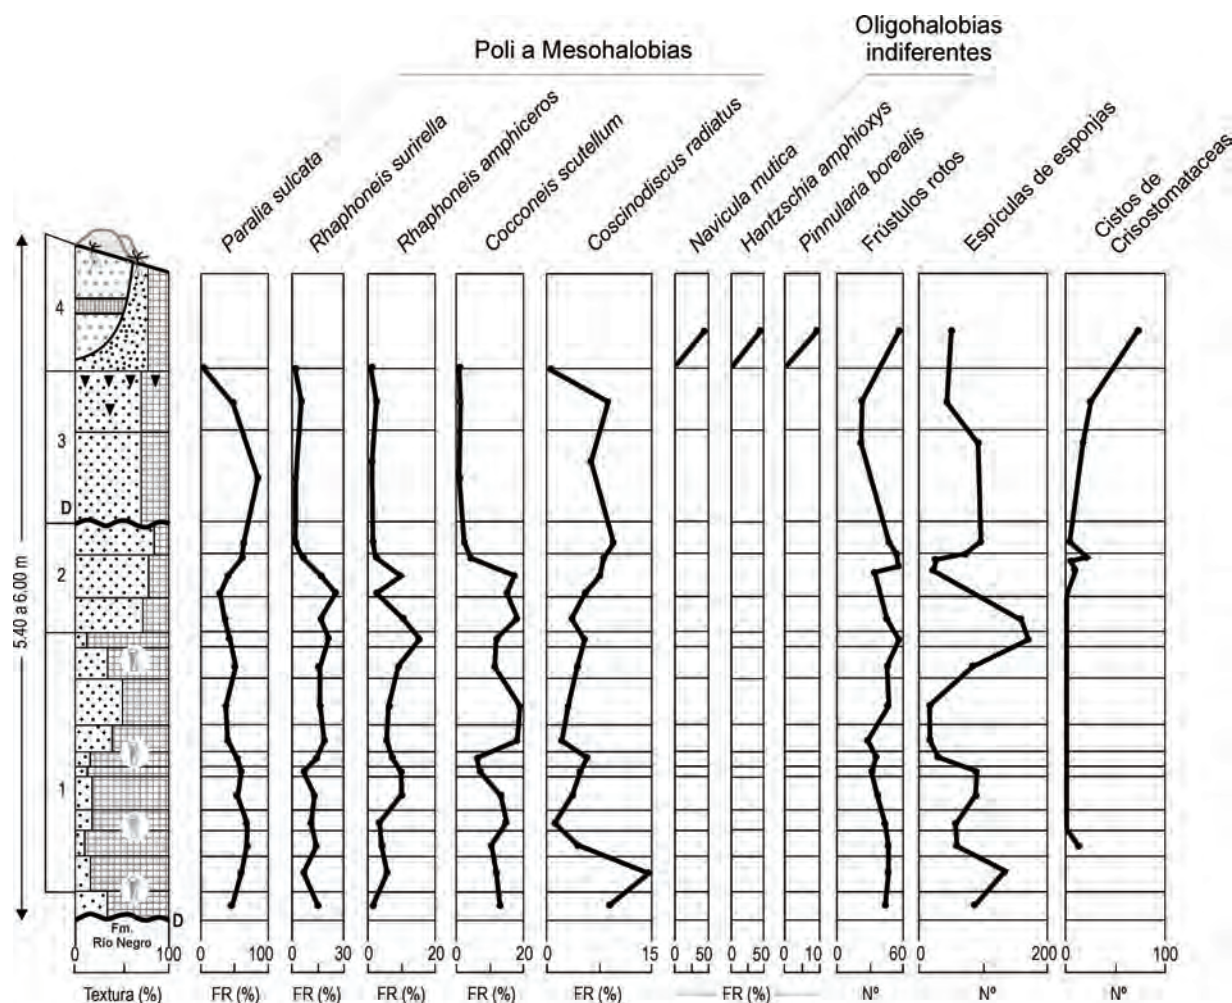 Poli a Mesohalobias
Oligohalobias
indiferentes
Paralia sulcata
Rhaphoneis surirella
Rhaphoneis amphiceros
Cocconeis scutellum
Coscinodiscus radiatus
Navicula mutica
Hantzschia amphioxys
Pinnularia borealis
Frústulos rotos
Espículas de esponjas
Cistos de
Crisostomataceas
5.40 a 6,00 m
4
3
D
2
1
D
Fm.
Río Negro
0 100 0 100 0 30 0 20 0 20 0 15 0 50 0 50 0 10 0 60 0 200 0 100
Textura (%) FR (%) FR (%) FR (%) FR (%) FR (%) FR (%) Nº Nº Nº